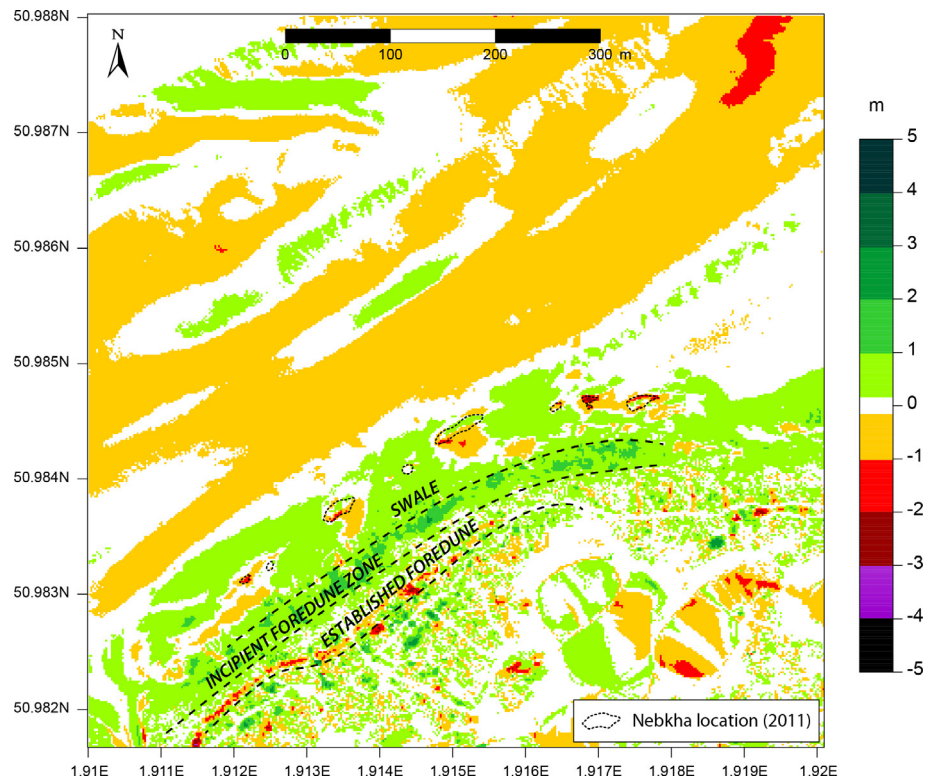 50.988N
N
0 100 200 300 m
50.987N
50.986N
50.985N
50.984N
50.983N
50.982N
SWALE
INCIPIENT FOREDUNE ZONE
ESTABLISHED FOREDUNE
Nebkha location (2011)
1.91E 1.911E 1.912E 1.913E 1.914E 1.915E 1.916E 1.917E 1.918E 1.919E 1.92E
m
5
4
3
2
1
0
-1
-2
-3
-4
-5